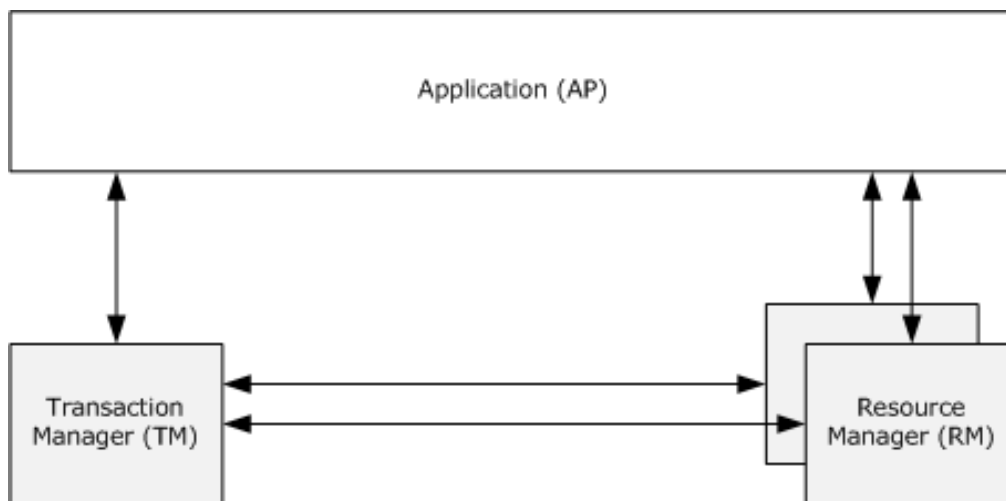 Application (AP)
Transaction
Manager (TM)
Resource
Manager (RM)